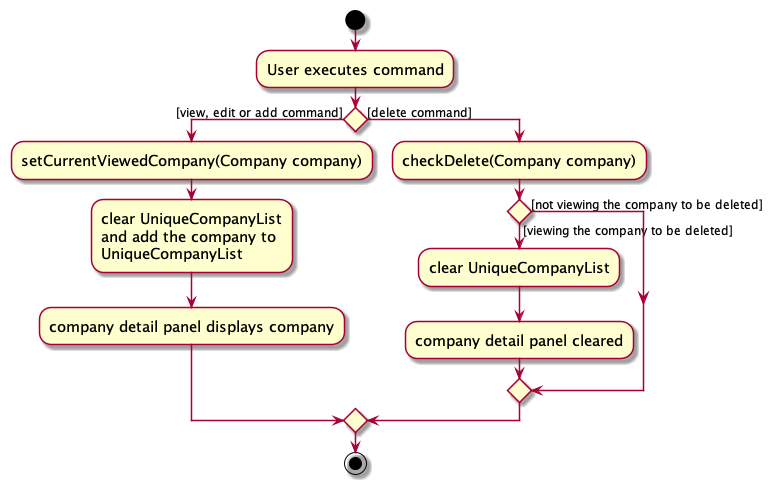 User executes command
[view, edit or add command]
[delete command]
setCurrentViewedCompany(Company company)
checkDelete(Company company)
[not viewing the company to be deleted]
[viewing the company to be deleted]
clear UniqueCompanyList
and add the company to
UniqueCompanyList
clear UniqueCompanyList
company detail panel displays company
company detail panel cleared